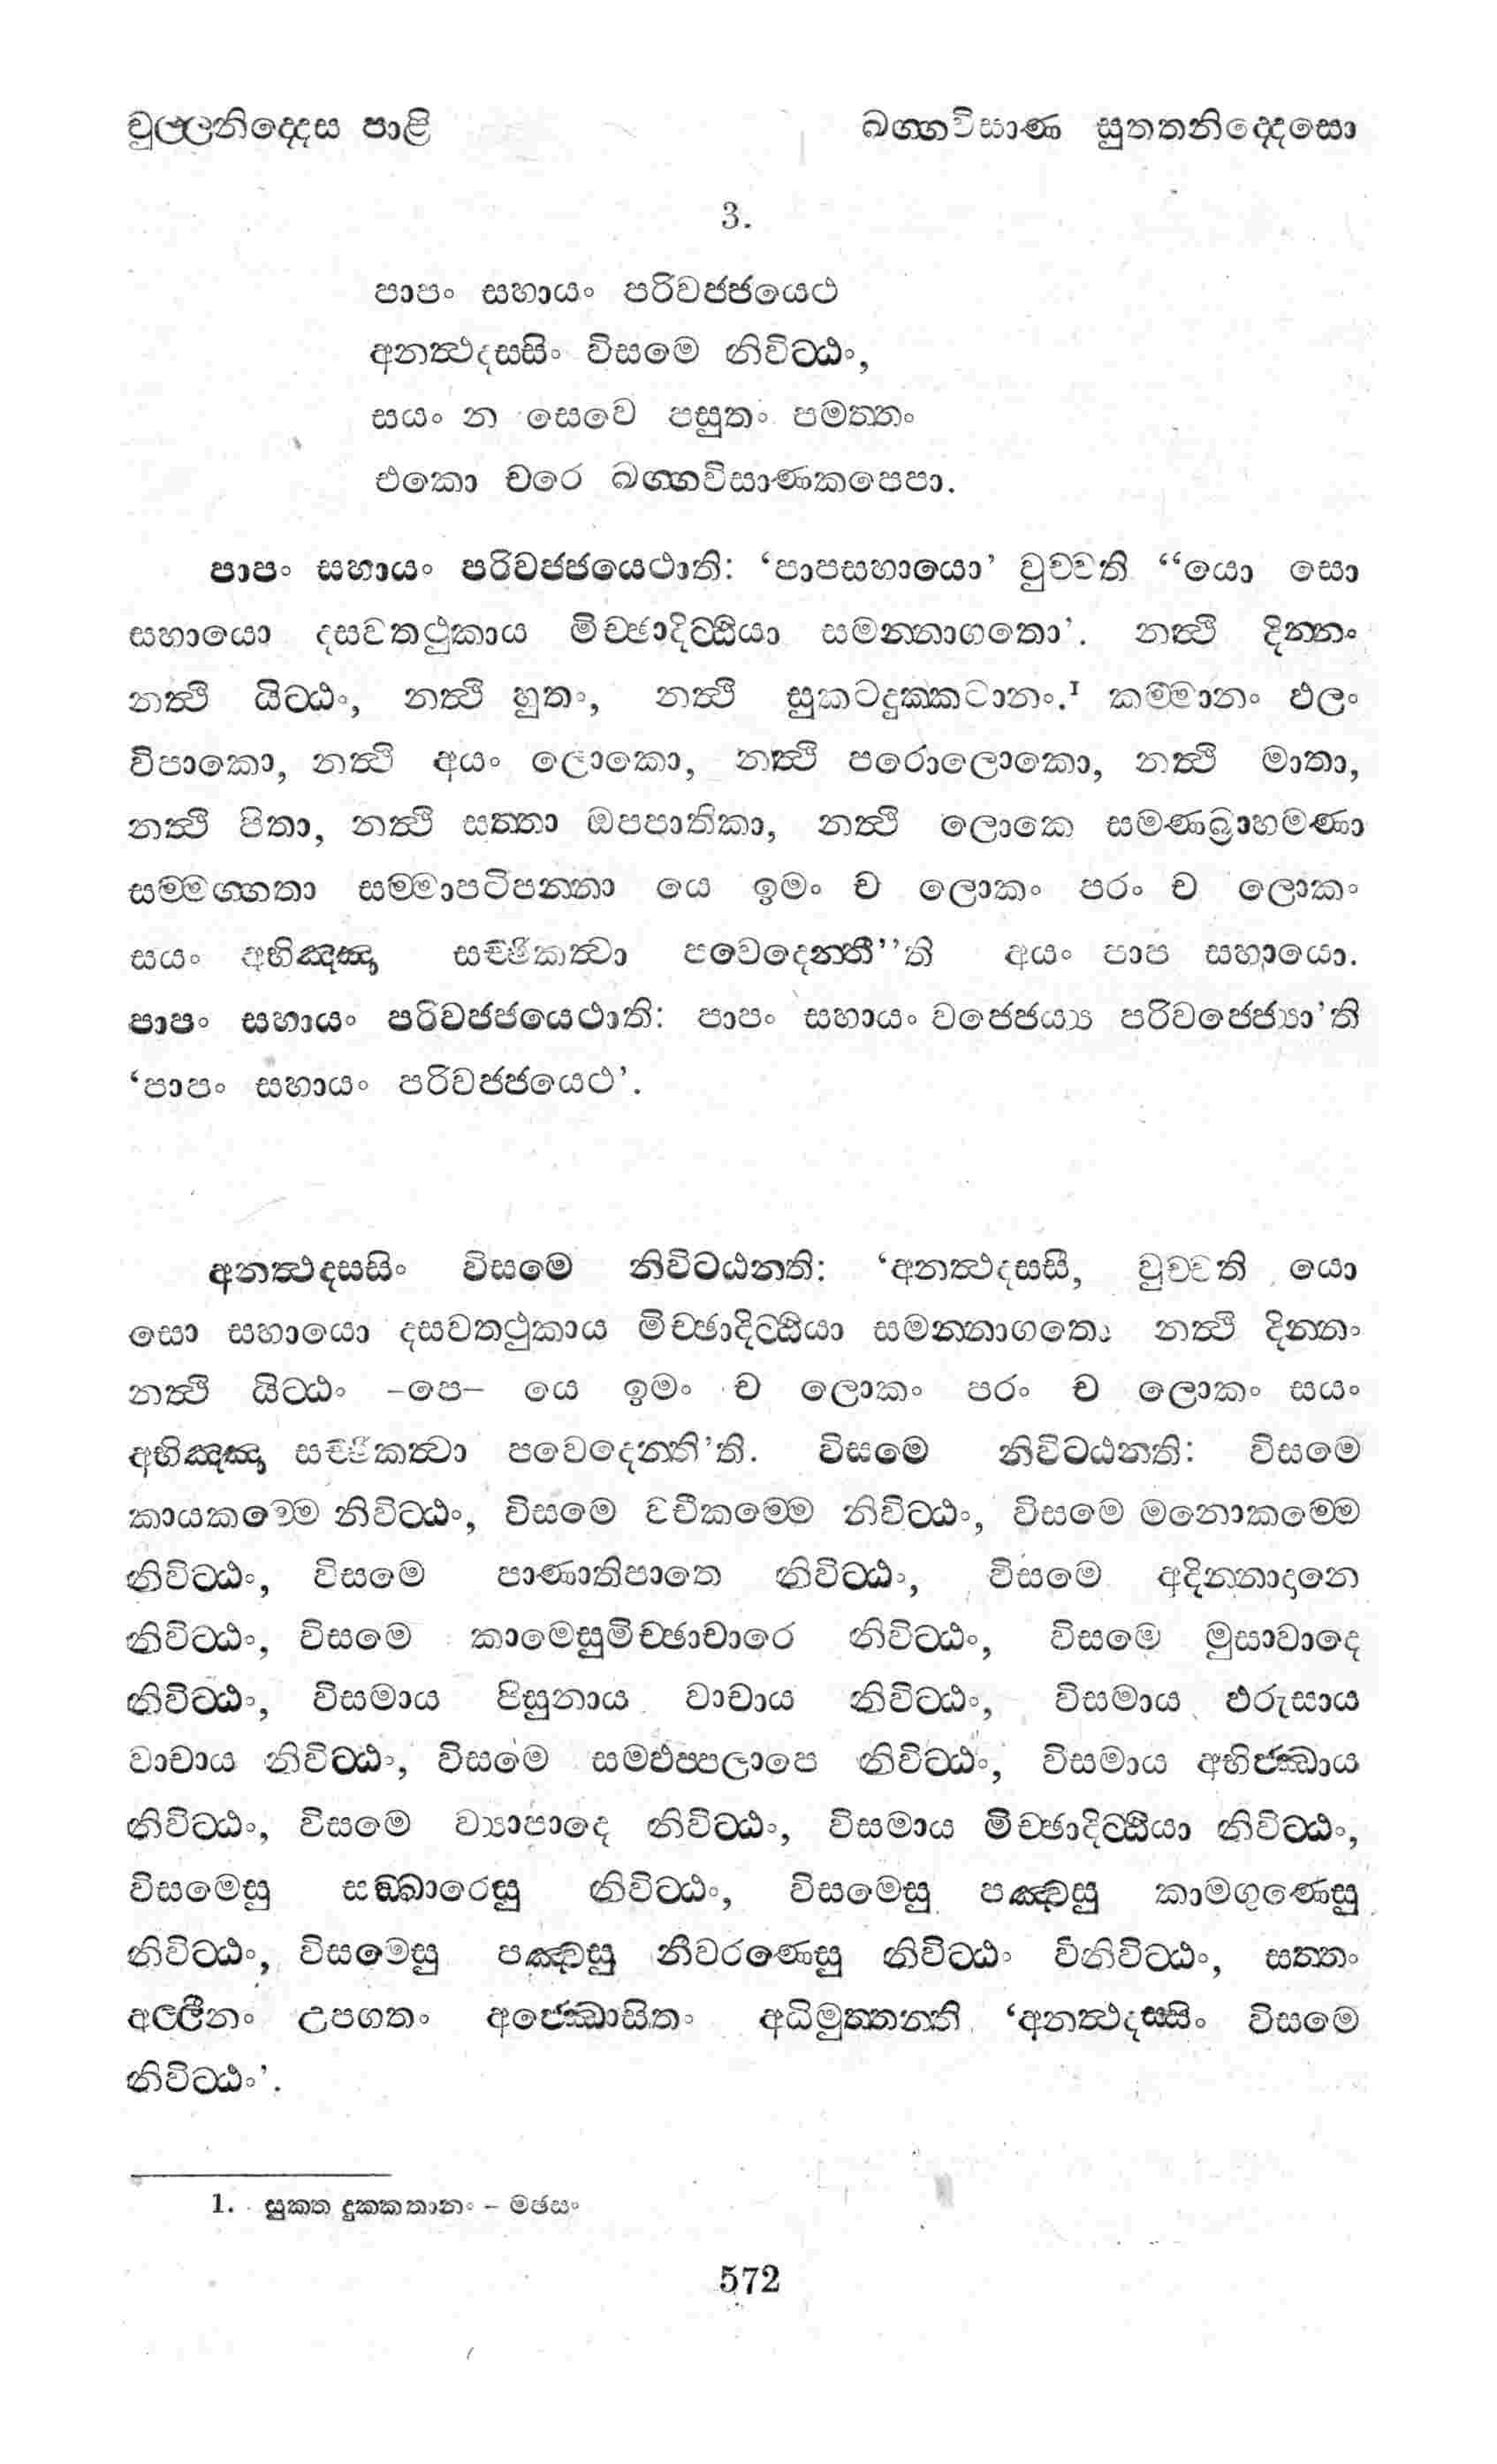 චුල්ලනිද්දෙස පාළි
ඛග්ගවිසාණ සුත්තනිද්දෙසො
3.
පාපං සහායං පරිවජ්ජයෙථ
අනත්ථදස්සිං විසමෙ නිවිට්ඨං,
සයං න සෙවෙ පසුතං පමත්තං
එකො චරෙ ඛග්ගවිසාණකප්පො.
පාපං සහායං පරිවජ්ජයෙථාති: ‘පාපසහායො’ වුච්චති “යො සො
සහායො දසවත්ථුකාය මිච්ඡාදිට්ඨියා සමන්නාගතො’. නත්ථි දින්නං
නත්ථි යිට්ඨං, නත්ථි හුතං, නත්ථි සුකටදුක්කටානං.¹ කම්මානං ඵලං
විපාකො, නත්ථි අයං ලොකො, නත්ථි පරොලොකො, නත්ථි මාතා,
නත්ථි පිතා, නත්ථි සත්තා ඔපපාතිකා, නත්ථි ලොකෙ සමණබ්‍රාහ්මණා
සම්මග්ගතා සම්මාපටිපන්නා යෙ ඉමං ච ලොකං පරං ච ලොකං
සයං අභිඤ්ඤා සච්ඡිකත්වා පවෙදෙන්තී”ති අයං පාප සහායො.
පාපං සහායං පරිවජ්ජයෙථාති: පාපං සහායං වජ්ජෙය්‍ය පරිවජ්ජෙය්‍යා’ති
‘පාපං සහායං පරිවජ්ජයෙථ’.
අනත්ථදස්සිං විසමෙ නිවිට්ඨන්ති: ‘අනත්ථදස්සී, වුච්චති යො
සො සහායො දසවත්ථුකාය මිච්ඡාදිට්ඨියා සමන්නාගතො නත්ථි දින්නං
නත්ථි යිට්ඨං –පෙ– යෙ ඉමං ච ලොකං පරං ච ලොකං සයං
අභිඤ්ඤා සච්ඡිකත්වා පවෙදෙන්ති’ති. විසමෙ නිවිට්ඨන්ති: විසමෙ
කායකම්මෙ නිවිට්ඨං, විසමෙ වචීකම්මෙ නිවිට්ඨං, විසමෙ මනොකම්මෙ
නිවිට්ඨං, විසමෙ පාණාතිපාතෙ නිවිට්ඨං, විසමෙ අදින්නාදානෙ
නිවිට්ඨං, විසමෙ කාමෙසුමිච්ඡාචාරෙ නිවිට්ඨං, විසමෙ මුසාවාදෙ
නිවිට්ඨං, විසමාය පිසුනාය වාචාය නිවිට්ඨං, විසමාය ඵරුසාය
වාචාය නිවිට්ඨං, විසමෙ සම්ඵප්පලාපෙ නිවිට්ඨං, විසමාය අභිජ්ඣාය
නිවිට්ඨං, විසමෙ ව්‍යාපාදෙ නිවිට්ඨං, විසමාය මිච්ඡාදිට්ඨියා නිවිට්ඨං,
විසමෙසු සඞ්ඛාරෙසු නිවිට්ඨං, විසමෙසු පඤ්චසු කාමගුණෙසු
නිවිට්ඨං, විසමෙසු පඤ්චසු නීවරණෙසු නිවිට්ඨං විනිවිට්ඨං, සත්තං
අල්ලීනං උපගතං අජ්ඣොසිතං අධිමුත්තන්ති ‘අනත්ථදස්සිං විසමෙ
නිවිට්ඨං’.
1. සුකත දුක්කතානං – මඡසං
572